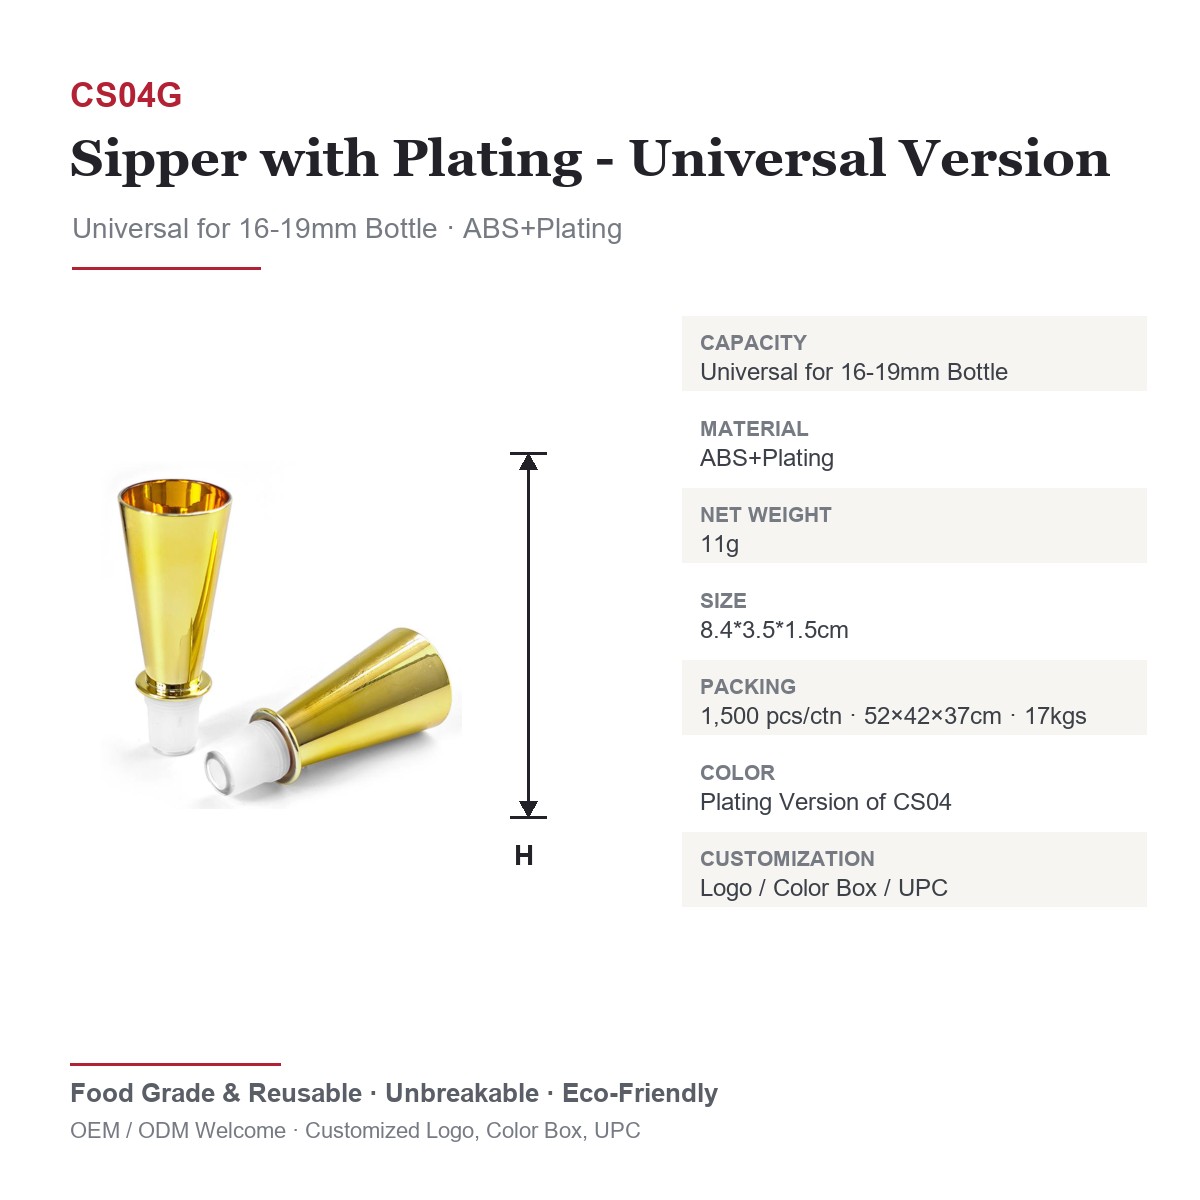 CS04G
Sipper with Plating - Universal Version
Universal for 16-19mm Bottle · ABS+Plating
CAPACITY
Universal for 16-19mm Bottle
MATERIAL
ABS+Plating
NET WEIGHT
11g
SIZE
8.4*3.5*1.5cm
PACKING
1,500 pcs/ctn · 52×42×37cm · 17kgs
COLOR
Plating Version of CS04
CUSTOMIZATION
Logo / Color Box / UPC
H
Food Grade & Reusable · Unbreakable · Eco-Friendly
OEM / ODM Welcome · Customized Logo, Color Box, UPC